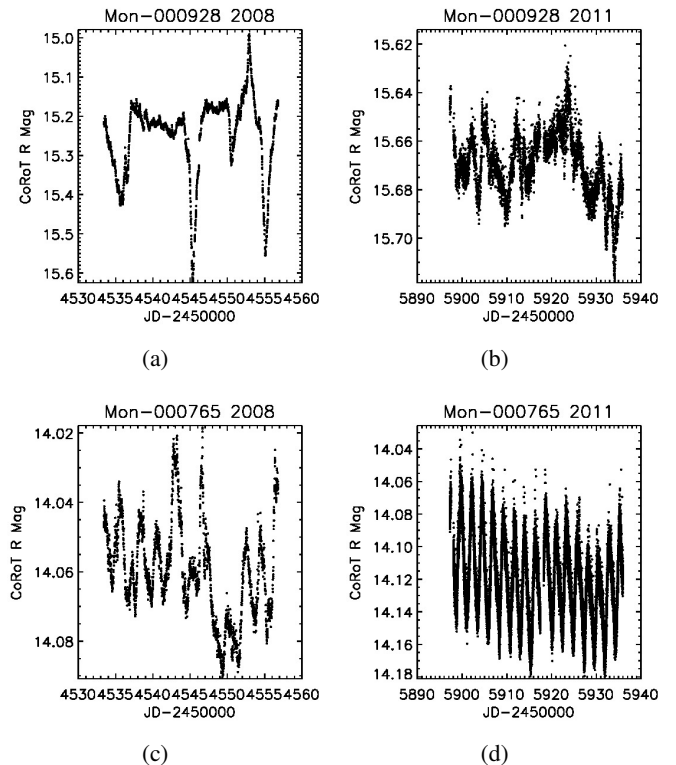 Mon-000928 2008
15.0
15.1
15.2
15.3
15.4
15.5
15.6
CoRoT R Mag
4530 4535 4540 4545 4550 4555 4560
JD-2450000
(a)
Mon-000928 2011
15.62
15.64
15.66
15.68
15.70
CoRoT R Mag
5890 5900 5910 5920 5930 5940
JD-2450000
(b)
Mon-000765 2008
14.02
14.04
14.06
14.08
CoRoT R Mag
4530 4535 4540 4545 4550 4555 4560
JD-2450000
(c)
Mon-000765 2011
14.04
14.06
14.08
14.10
14.12
14.14
14.16
14.18
CoRoT R Mag
5890 5900 5910 5920 5930 5940
JD-2450000
(d)